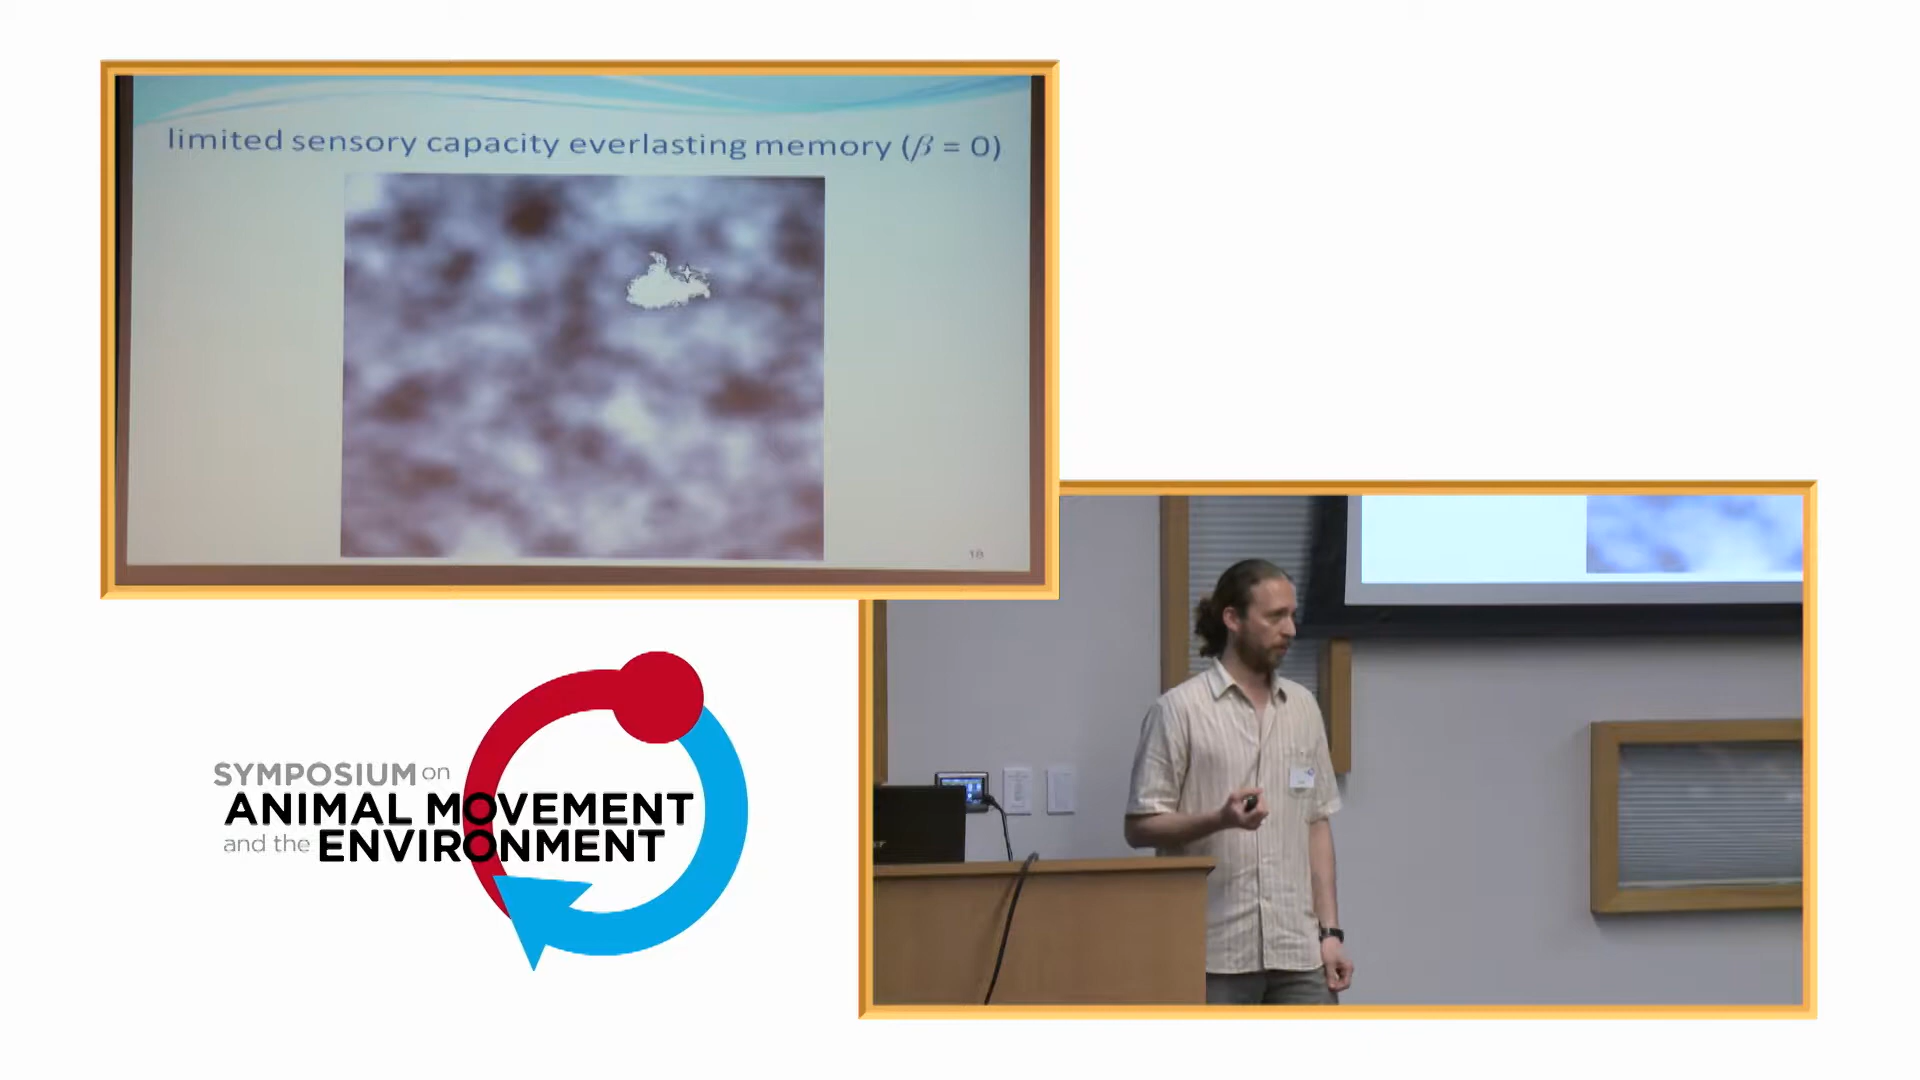 limited sensory capacity everlasting memory (β = 0)
18
SYMPOSIUM on
ANIMAL MOVEMENT
and the ENVIRONMENT